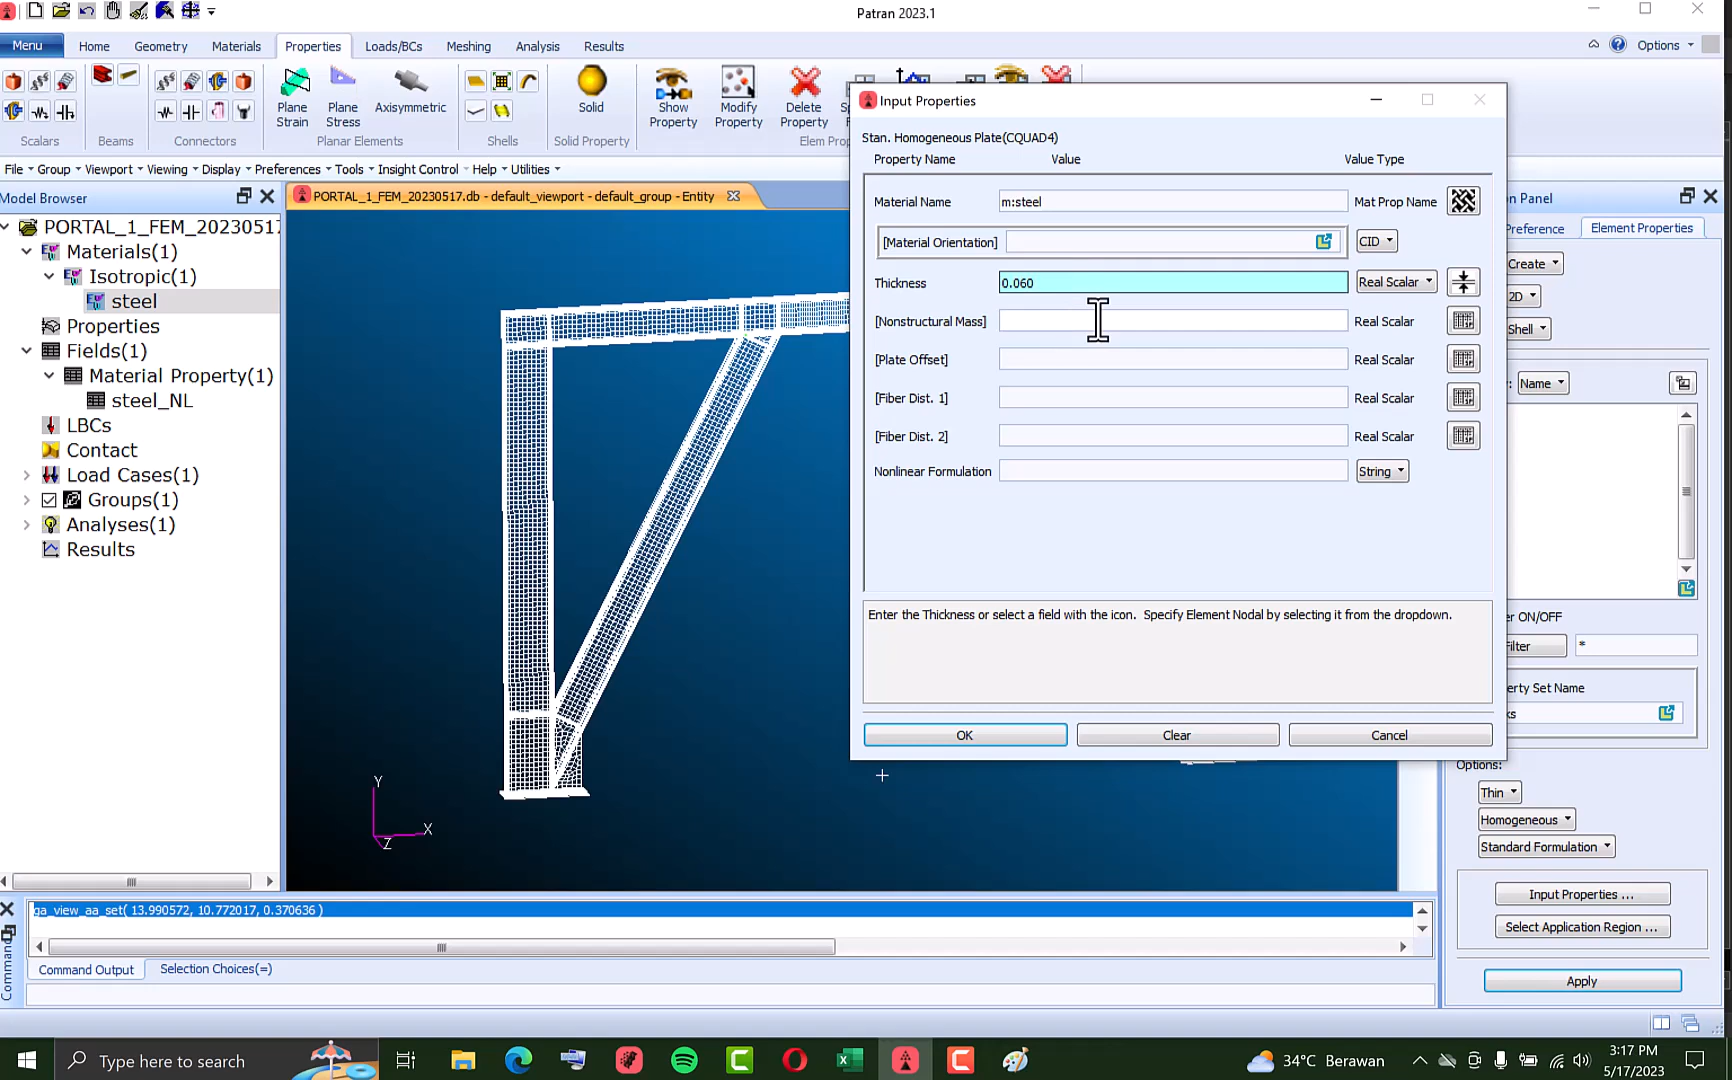 Patran 2023.1
Menu
Home
Geometry
Materials
Properties
Loads/BCs
Meshing
Analysis
Results
Options
Plane Strain
Plane Stress
Axisymmetric
Solid
Show Property
Modify Property
Delete Property
Scalars
Beams
Connectors
Planar Elements
Shells
Solid Property
Elem Prop
File
Group
Viewport
Viewing
Display
Preferences
Tools
Insight Control
Help
Utilities
Model Browser
PORTAL_1_FEM_20230517.db - default_viewport - default_group - Entity
PORTAL_1_FEM_20230517
Materials(1)
Isotropic(1)
steel
Properties
Fields(1)
Material Property(1)
steel_NL
LBCs
Contact
Load Cases(1)
Groups(1)
Analyses(1)
Results
Y
X
Z
Input Properties
Stan. Homogeneous Plate(CQUAD4)
Property Name Value Value Type
Material Name m:steel Mat Prop Name
[Material Orientation] CID
Thickness 0.060 Real Scalar
[Nonstructural Mass] Real Scalar
[Plate Offset] Real Scalar
[Fiber Dist. 1] Real Scalar
[Fiber Dist. 2] Real Scalar
Nonlinear Formulation String
Enter the Thickness or select a field with the icon.  Specify Element Nodal by selecting it from the dropdown.
OK Clear Cancel
on Panel
Preference
Element Properties
Create
2D
Shell
: Name
er ON/OFF
Filter *
erty Set Name
ks
Options:
Thin
Homogeneous
Standard Formulation
Input Properties ...
Select Application Region ...
Apply
ga_view_aa_set( 13.990572, 10.772017, 0.370636 )
Command
Command Output
Selection Choices(=)
Type here to search
34°C Berawan
3:17 PM
5/17/2023